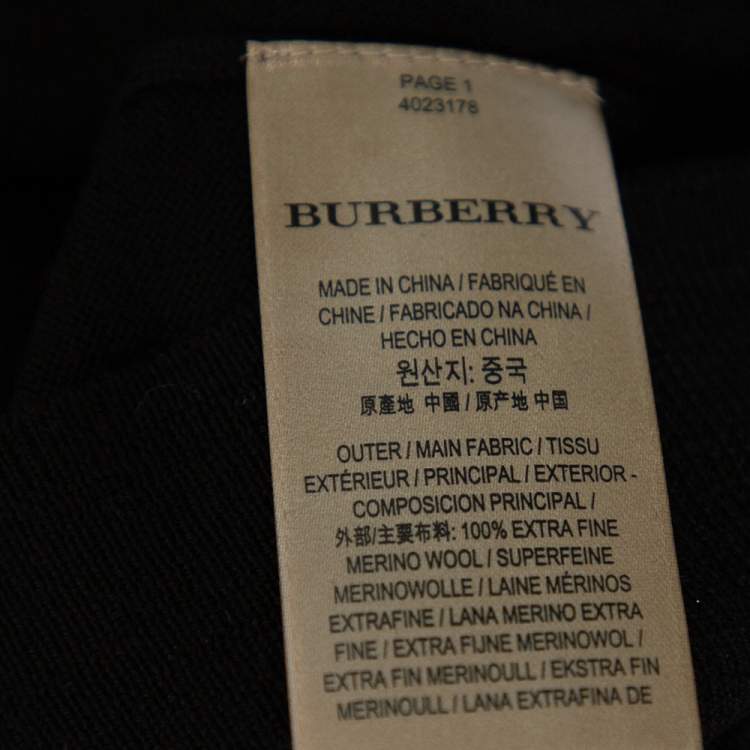 PAGE 1
4023178
BURBERRY
MADE IN CHINA / FABRIQUÉ EN
CHINE / FABRICADO NA CHINA /
HECHO EN CHINA
원산지: 중국
原產地 中國 / 原产地 中国
OUTER / MAIN FABRIC / TISSU
EXTÉRIEUR / PRINCIPAL / EXTERIOR -
COMPOSICION PRINCIPAL /
外部/主要布料: 100% EXTRA FINE
MERINO WOOL / SUPERFEINE
MERINOWOLLE / LAINE MÉRINOS
EXTRAFINE / LANA MERINO EXTRA
FINE / EXTRA FIJNE MERINOWOL /
EXTRA FIN MERINOULL / EKSTRA FIN
MERINOULL / LANA EXTRAFINA DE